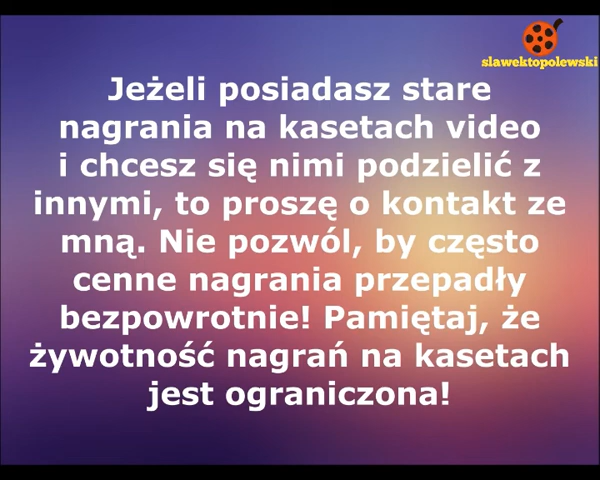 slawektopolewski
Jeżeli posiadasz stare
nagrania na kasetach video
i chcesz się nimi podzielić z
innymi, to proszę o kontakt ze
mną. Nie pozwól, by często
cenne nagrania przepadły
bezpowrotnie! Pamiętaj, że
żywotność nagrań na kasetach
jest ograniczona!